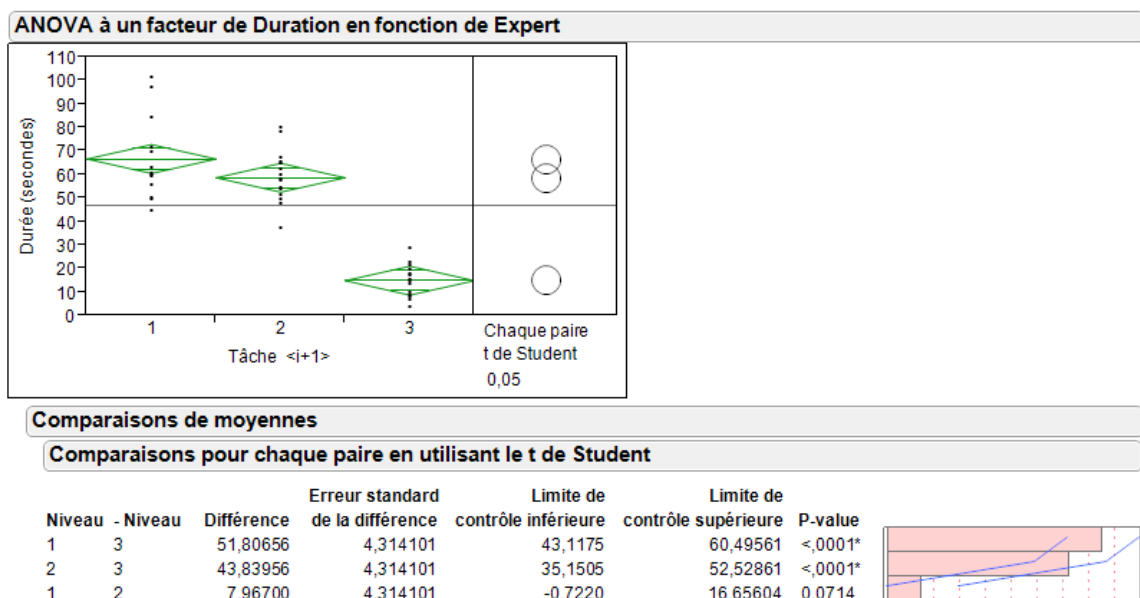 ANOVA à un facteur de Duration en fonction de Expert
110
100
90
80
70
60
50
40
30
20
10
0
Durée (secondes)
1 2 3
Tâche <i+1>
Chaque paire
t de Student
0,05
Comparaisons de moyennes
Comparaisons pour chaque paire en utilisant le t de Student
Erreur standard Limite de Limite de
Niveau - Niveau Différence de la différence contrôle inférieure contrôle supérieure P-value
1 3 51,80656 4,314101 43,1175 60,49561 <,0001*
2 3 43,83956 4,314101 35,1505 52,52861 <,0001*
1 2 7,96700 4,314101 -0,7220 16,65604 0,0714